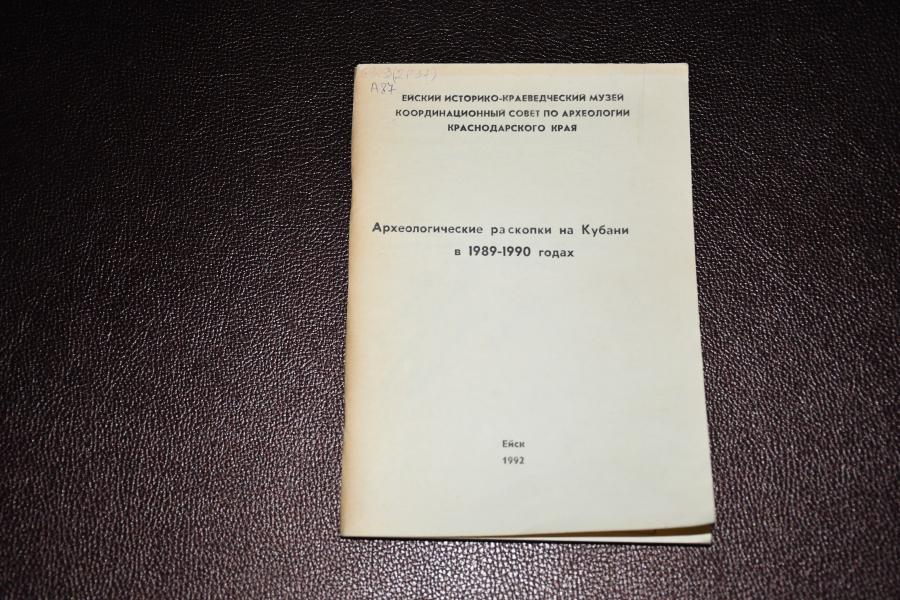 А87
ЕЙСКИЙ ИСТОРИКО-КРАЕВЕДЧЕСКИЙ МУЗЕЙ
КООРДИНАЦИОННЫЙ СОВЕТ ПО АРХЕОЛОГИИ
КРАСНОДАРСКОГО КРАЯ
Археологические раскопки на Кубани
в 1989-1990 годах
Ейск
1992